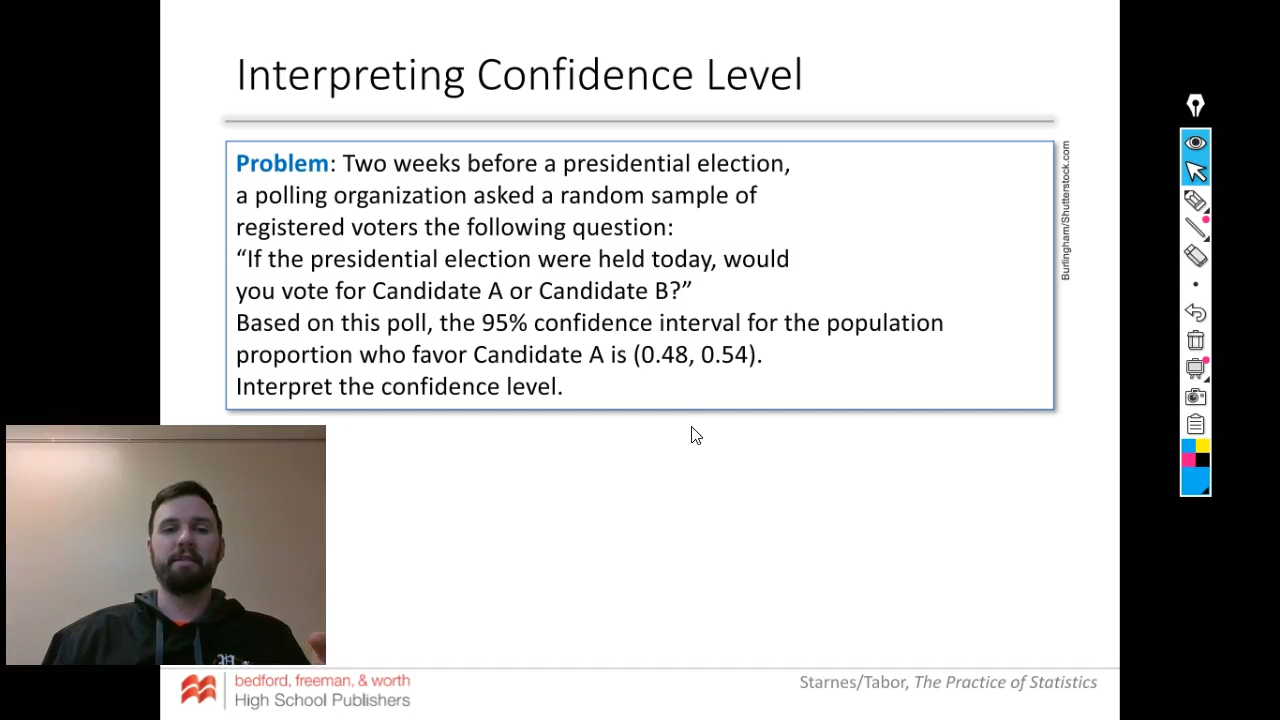 Interpreting Confidence Level
Problem: Two weeks before a presidential election,
a polling organization asked a random sample of
registered voters the following question:
“If the presidential election were held today, would
you vote for Candidate A or Candidate B?”
Based on this poll, the 95% confidence interval for the population
proportion who favor Candidate A is (0.48, 0.54).
Interpret the confidence level.
Burlingham/Shutterstock.com
bedford, freeman, & worth
High School Publishers
Starnes/Tabor, The Practice of Statistics